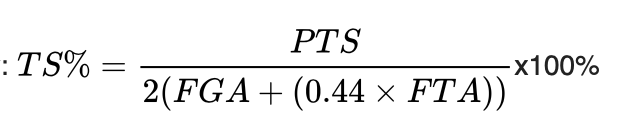 : TS% = PTS / 2(FGA + (0.44 × FTA)) x100%